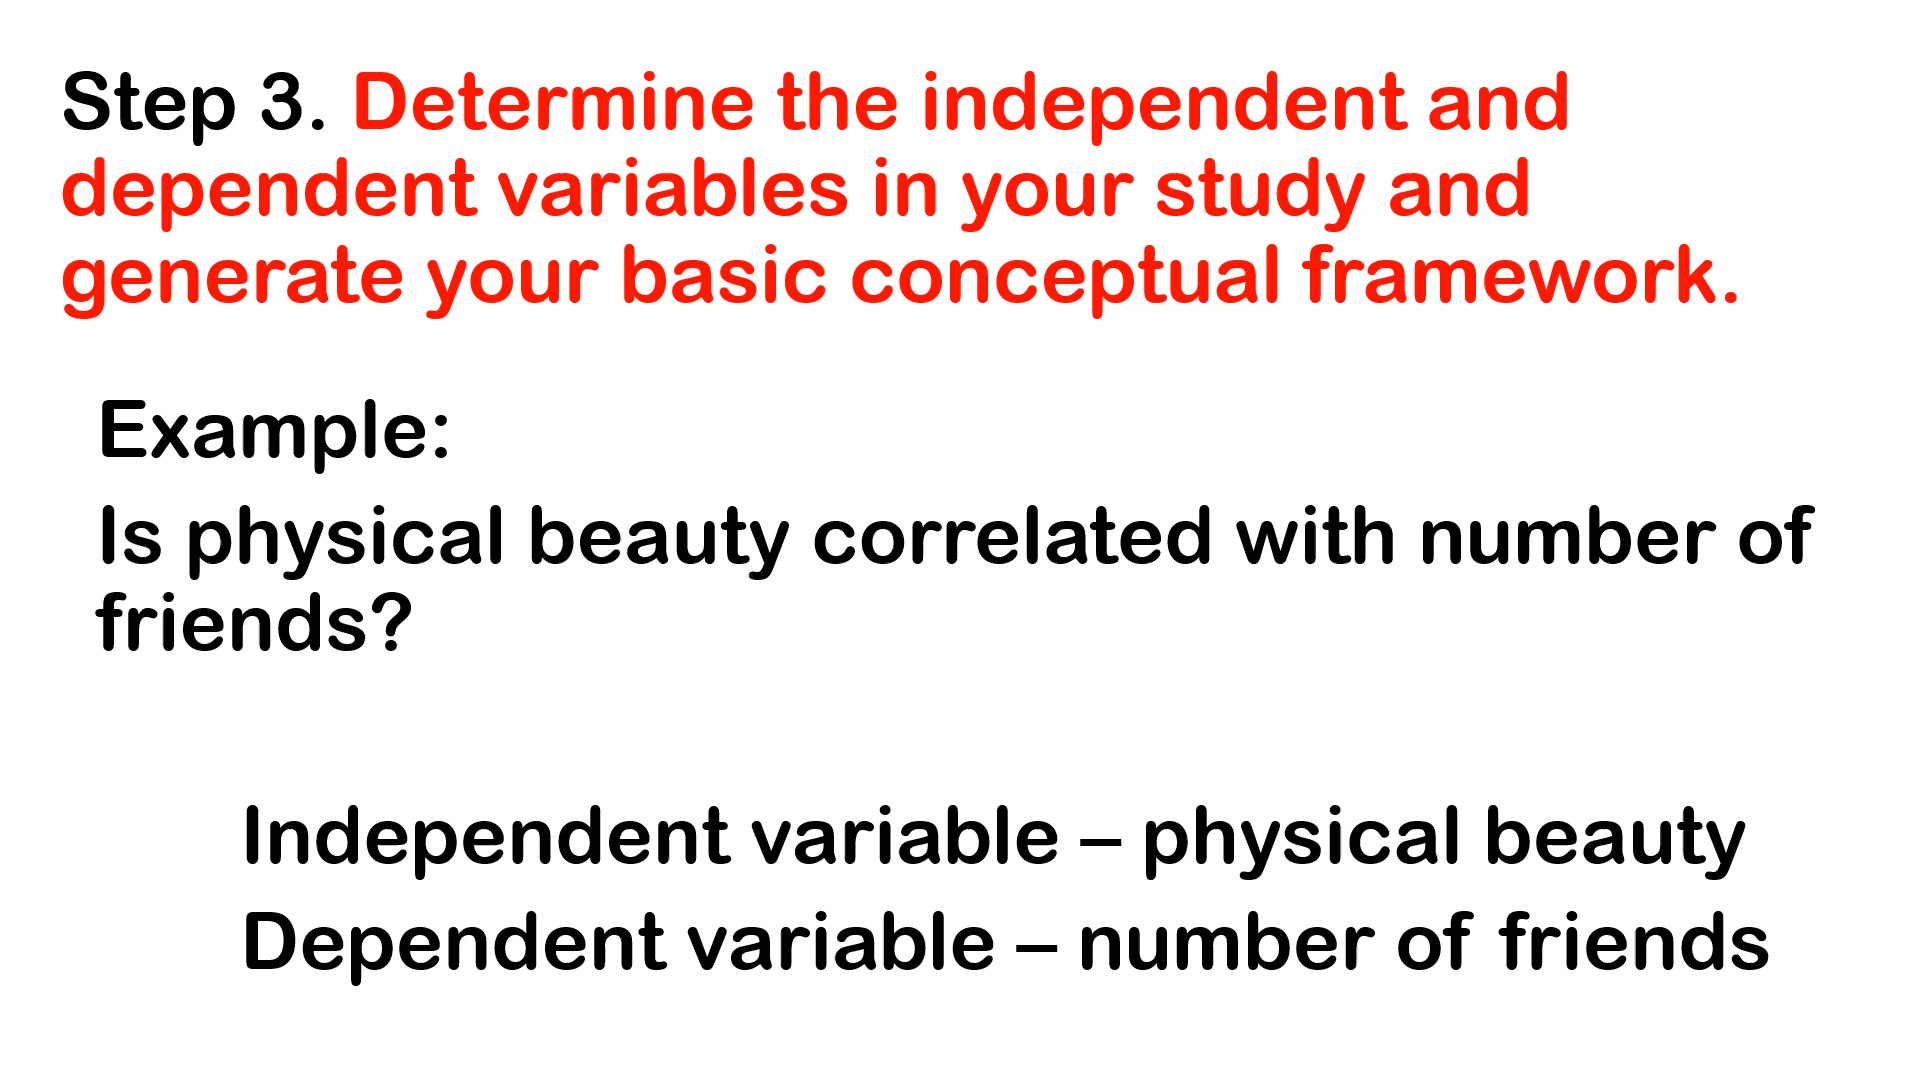 Step 3. Determine the independent and
dependent variables in your study and
generate your basic conceptual framework.
Example:
Is physical beauty correlated with number of
friends?
Independent variable – physical beauty
Dependent variable – number of friends